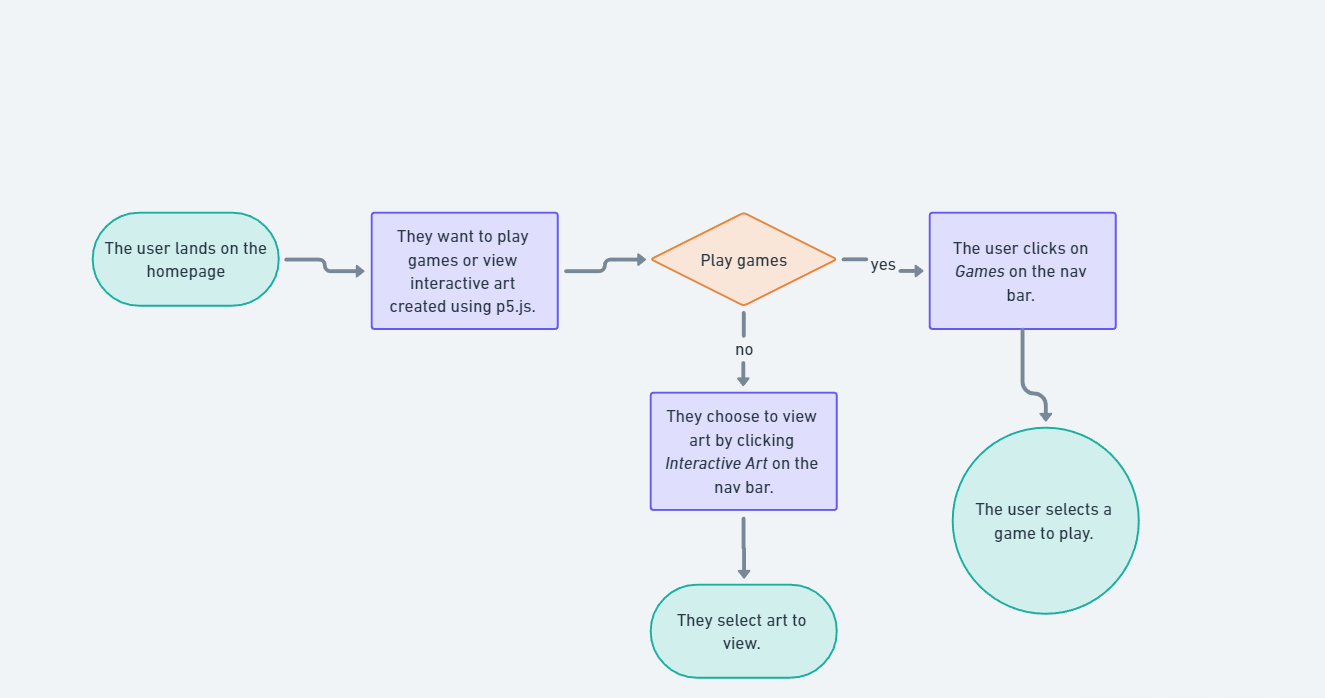 The user lands on the
homepage
They want to play
games or view
interactive art
created using p5.js.
Play games
yes
The user clicks on
Games on the nav
bar.
no
They choose to view
art by clicking
Interactive Art on the
nav bar.
The user selects a
game to play.
They select art to
view.